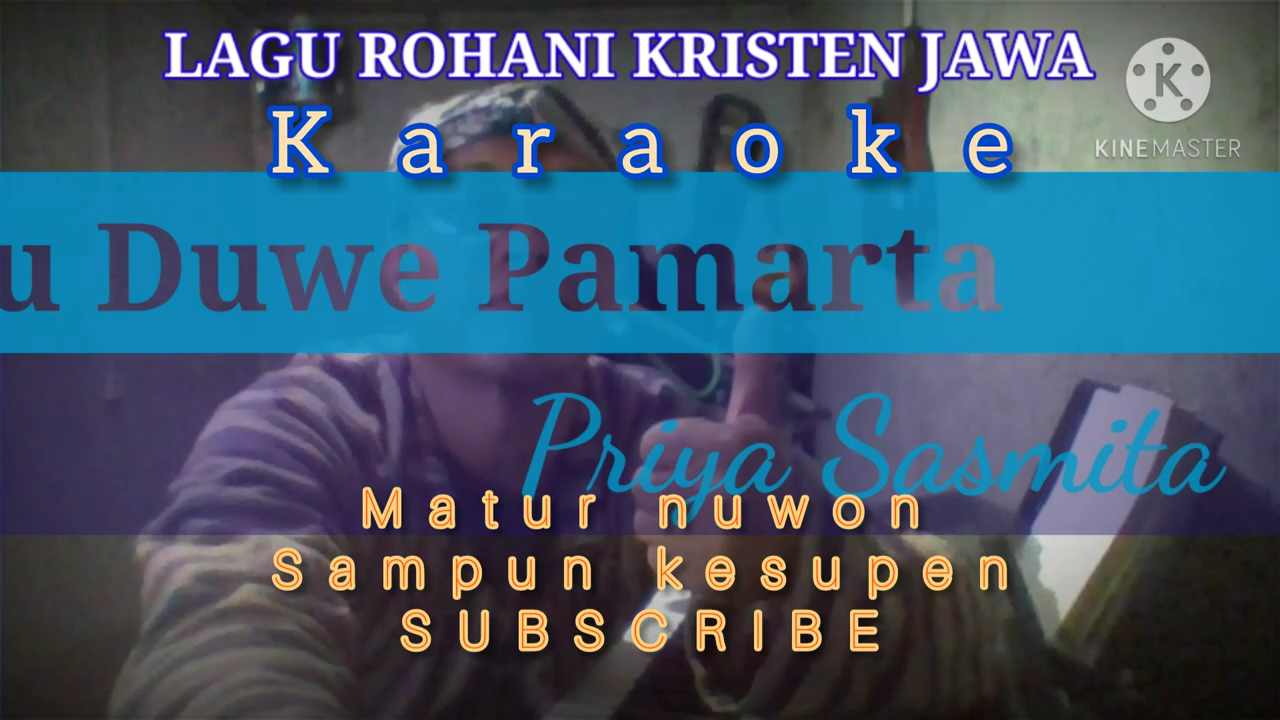 LAGU ROHANI KRISTEN JAWA
Karaoke
KINEMASTER
u Duwe Pamarta
Priya Sasmita
Matur nuwon
Sampun kesupen
SUBSCRIBE